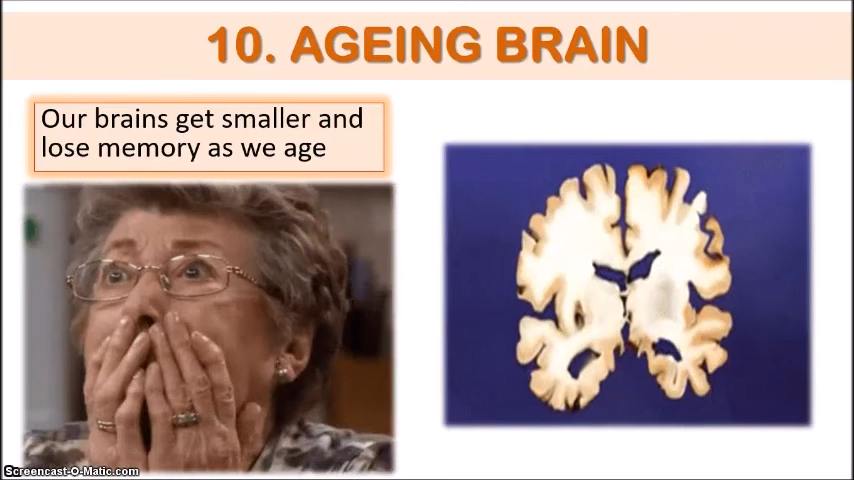 10. AGEING BRAIN
Our brains get smaller and
lose memory as we age
Screencast-O-Matic.com